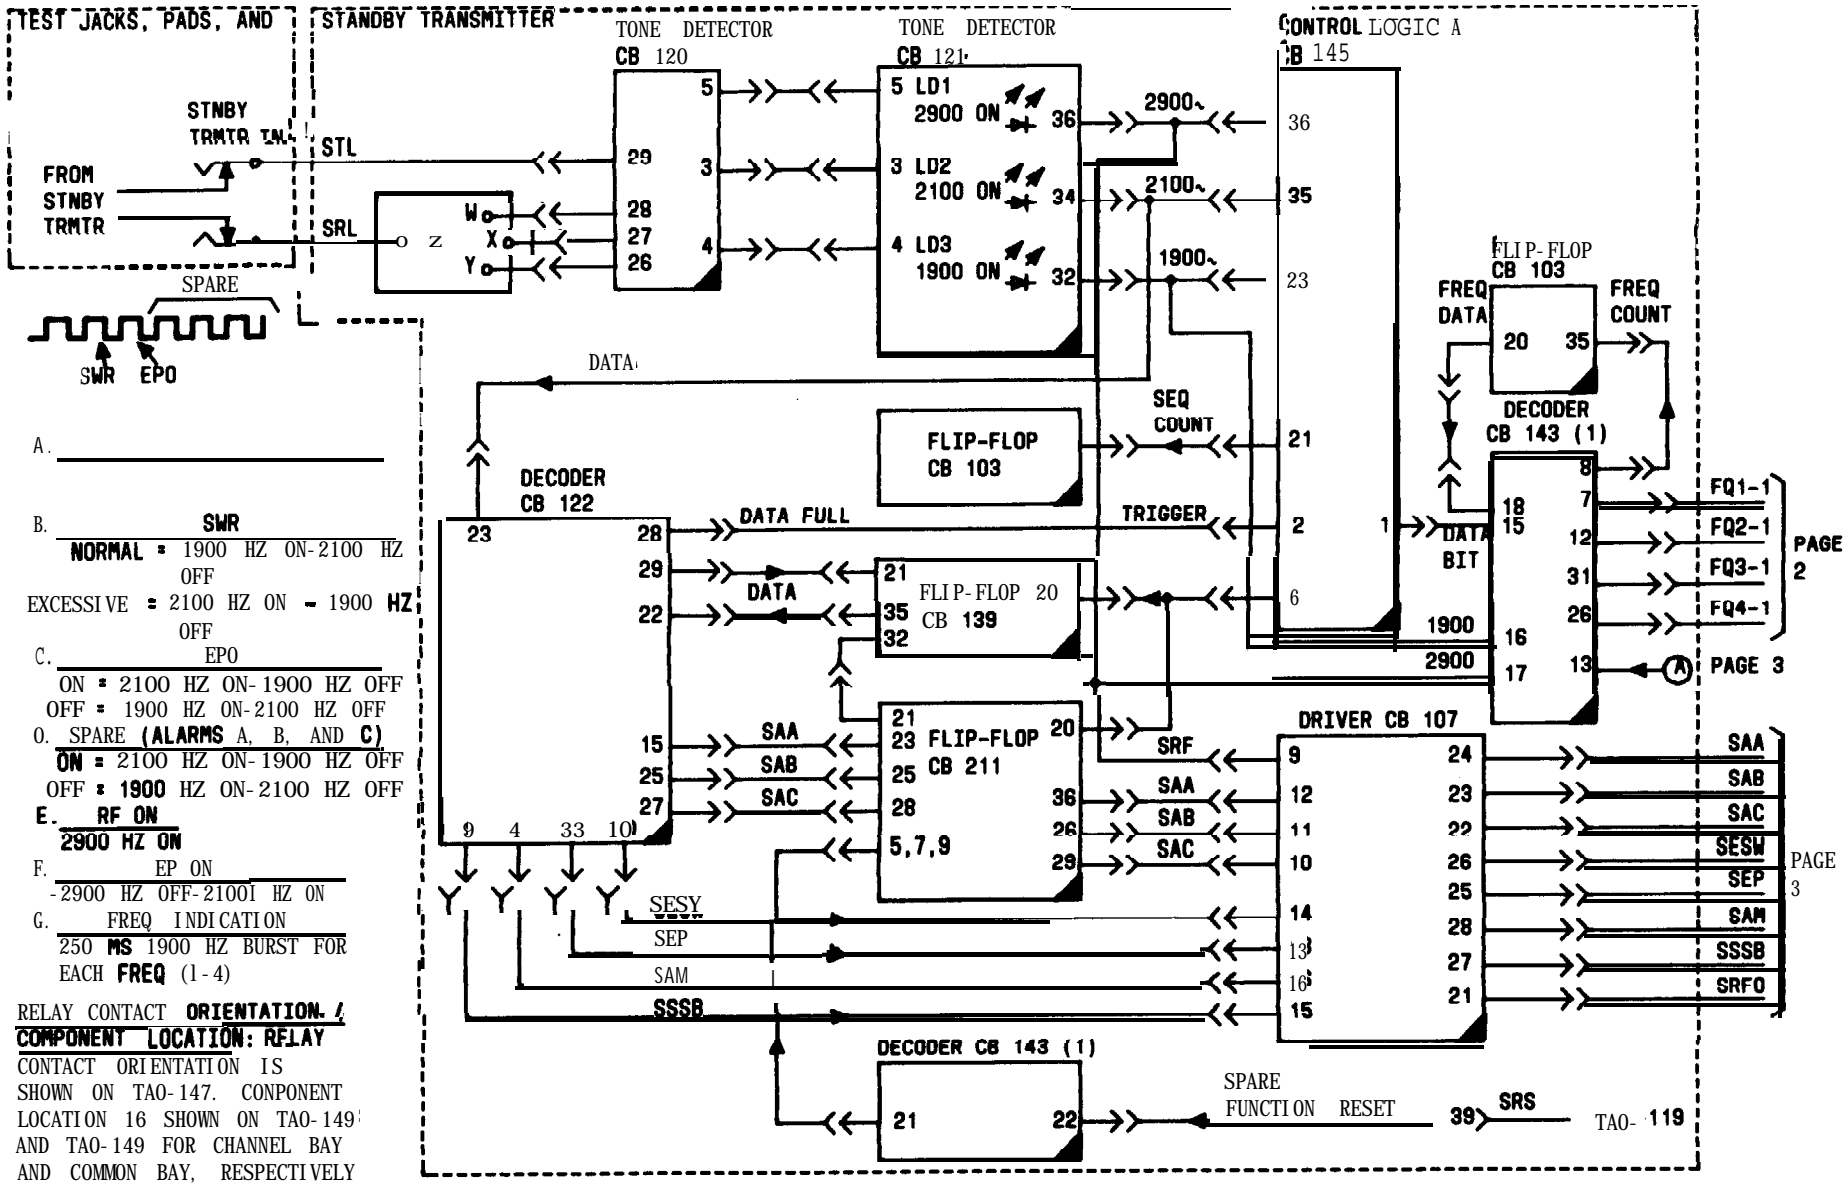 TEST JACKS, PADS, AND
STANDBY TRANSMITTER
STNBY
TRMTR IN
FROM
STNBY
TRMTR
STL
SRL
Z
W
X
Y
TONE DETECTOR
CB 120
5
29
3
28
27
4
26
TONE DETECTOR
CB 121
5 LD1
2900 ON
36
3 LD2
2100 ON
34
4 LD3
1900 ON
32
2900~
2100~
1900~
CONTROL LOGIC A
CB 145
36
35
23
21
2
1
6
SPARE
SWR EPO
A.
B. SWR
NORMAL = 1900 HZ ON-2100 HZ
OFF
EXCESSIVE = 2100 HZ ON - 1900 HZ
OFF
C. EPO
ON = 2100 HZ ON-1900 HZ OFF
OFF = 1900 HZ ON-2100 HZ OFF
O. SPARE (ALARMS A, B, AND C)
ON = 2100 HZ ON-1900 HZ OFF
OFF = 1900 HZ ON-2100 HZ OFF
E. RF ON
2900 HZ ON
F. EP ON
-2900 HZ OFF-2100I HZ ON
G. FREQ INDICATION
250 MS 1900 HZ BURST FOR
EACH FREQ (1-4)
RELAY CONTACT ORIENTATION /
COMPONENT LOCATION: RELAY
CONTACT ORIENTATION IS
SHOWN ON TAO-147. CONPONENT
LOCATION 16 SHOWN ON TAO-149
AND TAO-149 FOR CHANNEL BAY
AND COMMON BAY, RESPECTIVELY
DATA
SEQ
COUNT
FLIP-FLOP
CB 103
DECODER
CB 122
23
28
29
22
15
25
27
9 4 33 10
DATA FULL
TRIGGER
DATA
21
35
32
FLIP-FLOP 20
CB 139
SAA
SAB
SAC
21
23
25
28
5,7,9
FLIP-FLOP
CB 211
20
36
26
29
SRF
SAA
SAB
SAC
SESY
SEP
SAM
SSSB
DRIVER CB 107
9
12
11
10
14
13
16
15
24
23
22
26
25
28
27
21
SAA
SAB
SAC
SESW
SEP
SAM
SSSB
SRFO
PAGE
3
FLIP-FLOP
CB 103
20 35
FREQ
DATA
FREQ
COUNT
DECODER
CB 143 (1)
8
18
15
7
12
31
26
16
17
13
DATA
BIT
1900
2900
FQ1-1
FQ2-1
FQ3-1
FQ4-1
PAGE
2
A PAGE 3
DECODER CB 143 (1)
21 22
SPARE
FUNCTION RESET
39 SRS
TAO-119